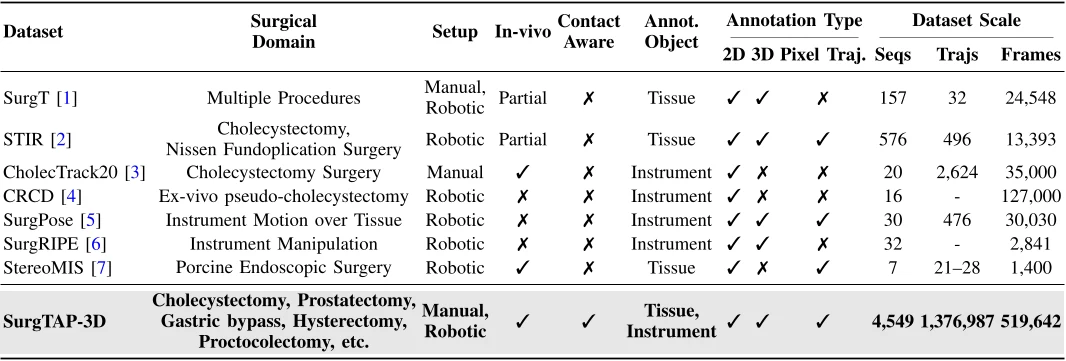 Dataset Surgical Domain Setup In-vivo Contact Aware Annot. Object Annotation Type Dataset Scale
2D 3D Pixel Traj. Seqs Trajs Frames
SurgT [1] Multiple Procedures Manual, Robotic Partial ✗ Tissue ✓ ✓ ✗ 157 32 24,548
STIR [2] Cholecystectomy, Nissen Fundoplication Surgery Robotic Partial ✗ Tissue ✓ ✓ ✓ 576 496 13,393
CholecTrack20 [3] Cholecystectomy Surgery Manual ✓ ✗ Instrument ✓ ✗ ✗ 20 2,624 35,000
CRCD [4] Ex-vivo pseudo-cholecystectomy Robotic ✗ ✗ Instrument ✓ ✗ ✗ 16 - 127,000
SurgPose [5] Instrument Motion over Tissue Robotic ✗ ✗ Instrument ✓ ✓ ✓ 30 476 30,030
SurgRIPE [6] Instrument Manipulation Robotic ✗ ✗ Instrument ✓ ✓ ✗ 32 - 2,841
StereoMIS [7] Porcine Endoscopic Surgery Robotic ✓ ✗ Tissue ✓ ✗ ✓ 7 21–28 1,400
SurgTAP-3D Cholecystectomy, Prostatectomy, Gastric bypass, Hysterectomy, Proctocolectomy, etc. Manual, Robotic ✓ ✓ Tissue, Instrument ✓ ✓ ✓ 4,549 1,376,987 519,642